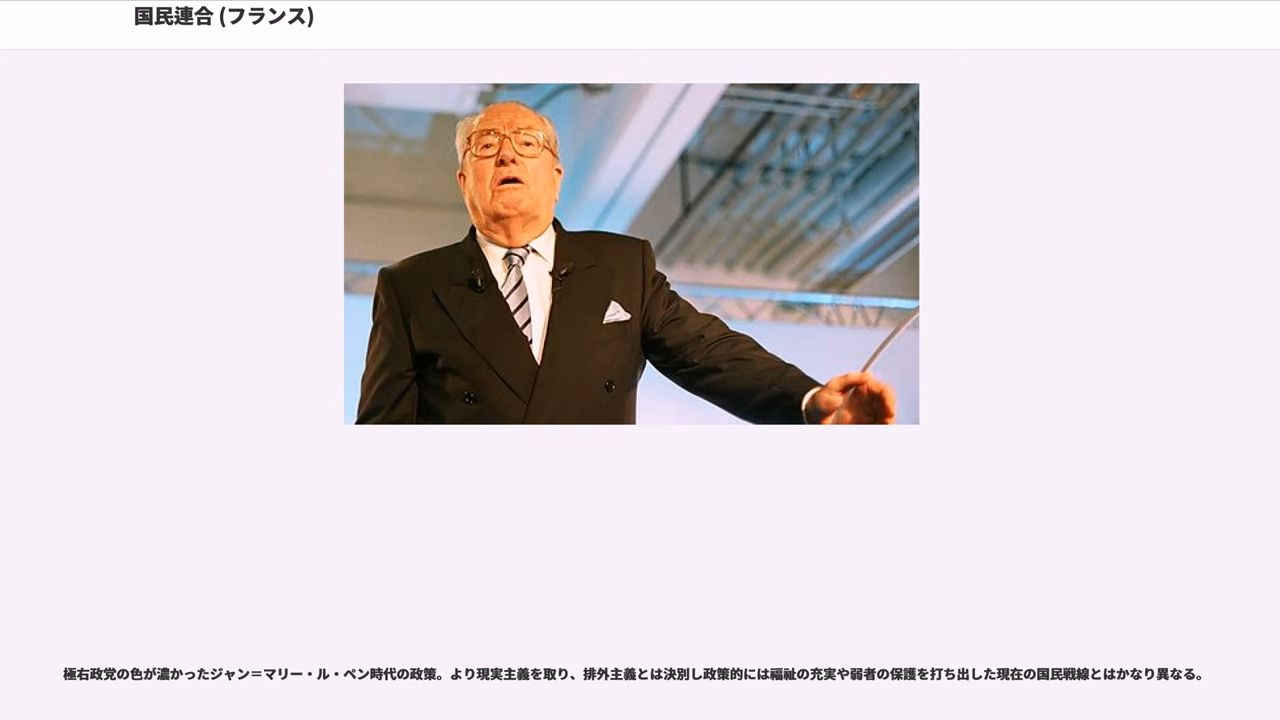 国民連合 (フランス)
極右政党の色が濃かったジャン＝マリー・ル・ペン時代の政策。より現実主義を取り、排外主義とは決別し政策的には福祉の充実や弱者の保護を打ち出した現在の国民戦線とはかなり異なる。